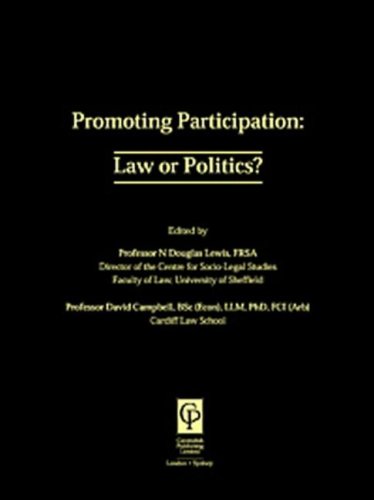 Promoting Participation:
Law or Politics?
Edited by
Professor N Douglas Lewis, FRSA
Director of the Centre for Socio-Legal Studies
Faculty of Law, University of Sheffield
Professor David Campbell, BSc (Econ), LLM, PhD, FCI (Arb)
Cardiff Law School
CP
Cavendish
Publishing
Limited
London • Sydney